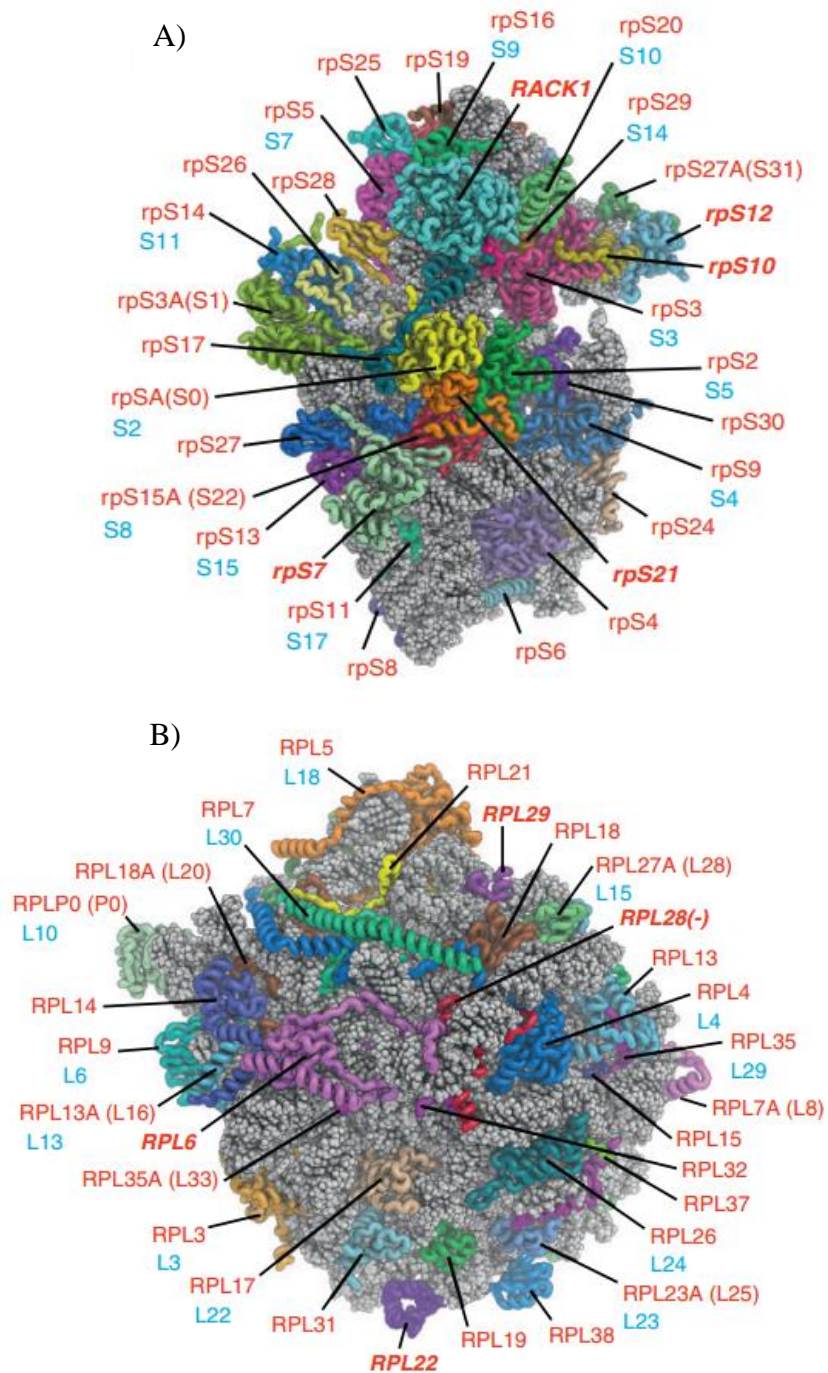 A)
rpS16
S9
rpS20
S10
rpS25
rpS19
RACK1
rpS5
S7
rpS29
S14
rpS26
rpS28
rpS27A(S31)
rpS14
S11
rpS12
rpS10
rpS3A(S1)
rpS3
S3
rpS17
rpS2
S5
rpSA(S0)
S2
rpS30
rpS27
rpS9
S4
rpS15A (S22)
S8
rpS13
S15
rpS24
rpS7
rpS21
rpS11
S17
rpS4
rpS8
rpS6
B)
RPL5
L18
RPL21
RPL7
L30
RPL29
RPL18
RPL18A (L20)
RPL27A (L28)
L15
RPLP0 (P0)
L10
RPL28(-)
RPL13
RPL14
RPL4
L4
RPL9
L6
RPL35
L29
RPL13A (L16)
L13
RPL7A (L8)
RPL6
RPL15
RPL35A (L33)
RPL32
RPL37
RPL3
L3
RPL26
L24
RPL17
L22
RPL23A (L25)
L23
RPL31
RPL19
RPL38
RPL22